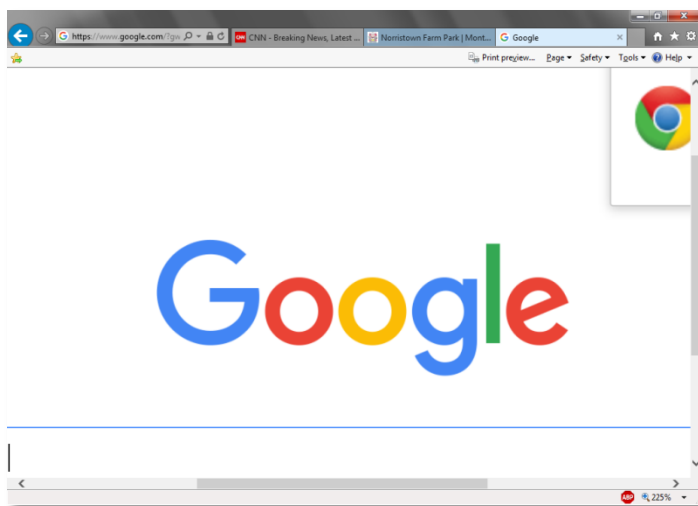 https://www.google.com/?gw
CNN - Breaking News, Latest ...
Norristown Farm Park | Mont...
Google
Print preview... Page Safety Tools Help
Google
ABP 225%